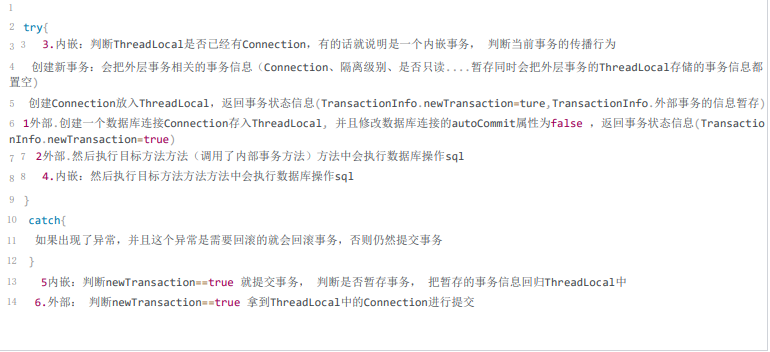 1
2 try{
3 3 3.内嵌：判断ThreadLocal是否已经有Connection，有的话就说明是一个内嵌事务， 判断当前事务的传播行为
4 创建新事务：会把外层事务相关的事务信息（Connection、隔离级别、是否只读....暂存同时会把外层事务的ThreadLocal存储的事务信息都
置空）
5 创建Connection放入ThreadLocal，返回事务状态信息(TransactionInfo.newTransaction=ture,TransactionInfo.外部事务的信息暂存)
6 1外部.创建一个数据库连接Connection存入ThreadLocal, 并且修改数据库连接的autoCommit属性为false ，返回事务状态信息(Transactio
nInfo.newTransaction=true)
7 7 2外部.然后执行目标方法方法（调用了内部事务方法）方法中会执行数据库操作sql
8 8 4.内嵌：然后执行目标方法方法方法中会执行数据库操作sql
9 }
10 catch{
11 如果出现了异常，并且这个异常是需要回滚的就会回滚事务，否则仍然提交事务
12 }
13 5内嵌：判断newTransaction==true 就提交事务， 判断是否暂存事务， 把暂存的事务信息回归ThreadLocal中
14 6.外部： 判断newTransaction==true 拿到ThreadLocal中的Connection进行提交